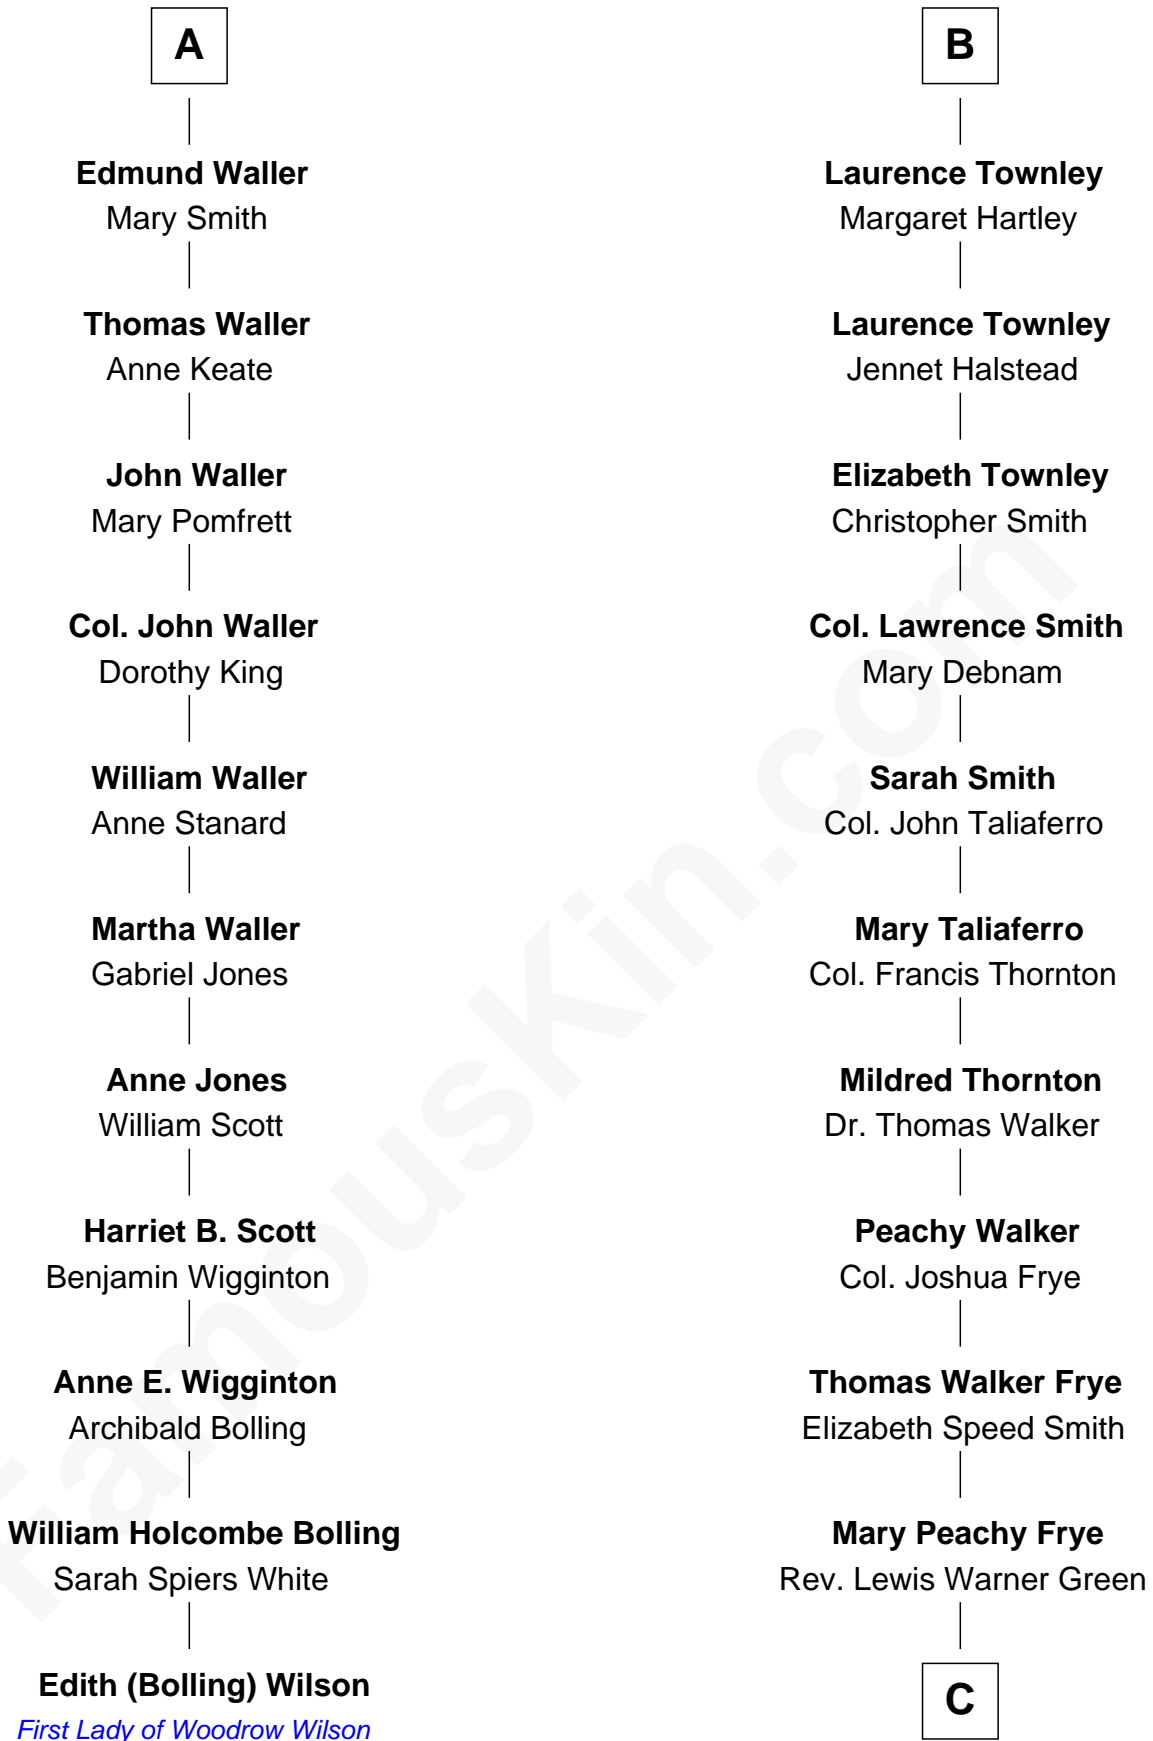 A
Edmund Waller
Mary Smith
Thomas Waller
Anne Keate
John Waller
Mary Pomfrett
Col. John Waller
Dorothy King
William Waller
Anne Stanard
Martha Waller
Gabriel Jones
Anne Jones
William Scott
Harriet B. Scott
Benjamin Wigginton
Anne E. Wigginton
Archibald Bolling
William Holcombe Bolling
Sarah Spiers White
Edith (Bolling) Wilson
First Lady of Woodrow Wilson
B
Laurence Townley
Margaret Hartley
Laurence Townley
Jennet Halstead
Elizabeth Townley
Christopher Smith
Col. Lawrence Smith
Mary Debnam
Sarah Smith
Col. John Taliaferro
Mary Taliaferro
Col. Francis Thornton
Mildred Thornton
Dr. Thomas Walker
Peachy Walker
Col. Joshua Frye
Thomas Walker Frye
Elizabeth Speed Smith
Mary Peachy Frye
Rev. Lewis Warner Green
C
FamousKin.com